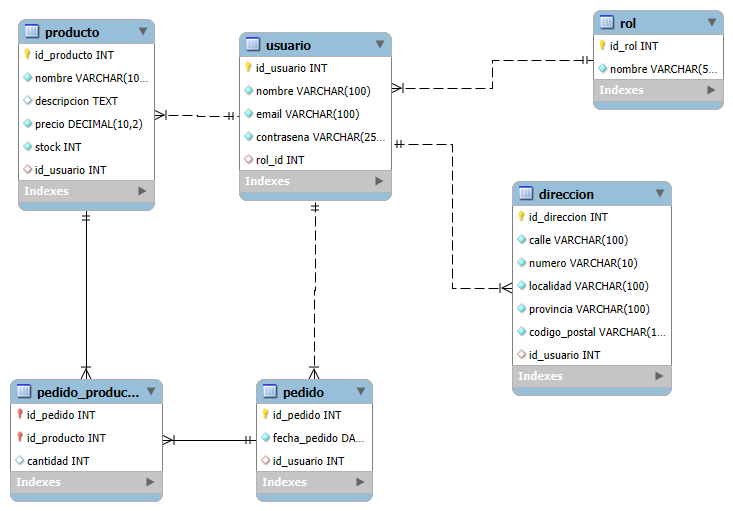 producto
id_producto INT
nombre VARCHAR(10...
descripcion TEXT
precio DECIMAL(10,2)
stock INT
id_usuario INT
Indexes
usuario
id_usuario INT
nombre VARCHAR(100)
email VARCHAR(100)
contrasena VARCHAR(25...
rol_id INT
Indexes
rol
id_rol INT
nombre VARCHAR(5...
Indexes
direccion
id_direccion INT
calle VARCHAR(100)
numero VARCHAR(10)
localidad VARCHAR(100)
provincia VARCHAR(100)
codigo_postal VARCHAR(1...
id_usuario INT
Indexes
pedido_produc...
id_pedido INT
id_producto INT
cantidad INT
Indexes
pedido
id_pedido INT
fecha_pedido DA...
id_usuario INT
Indexes